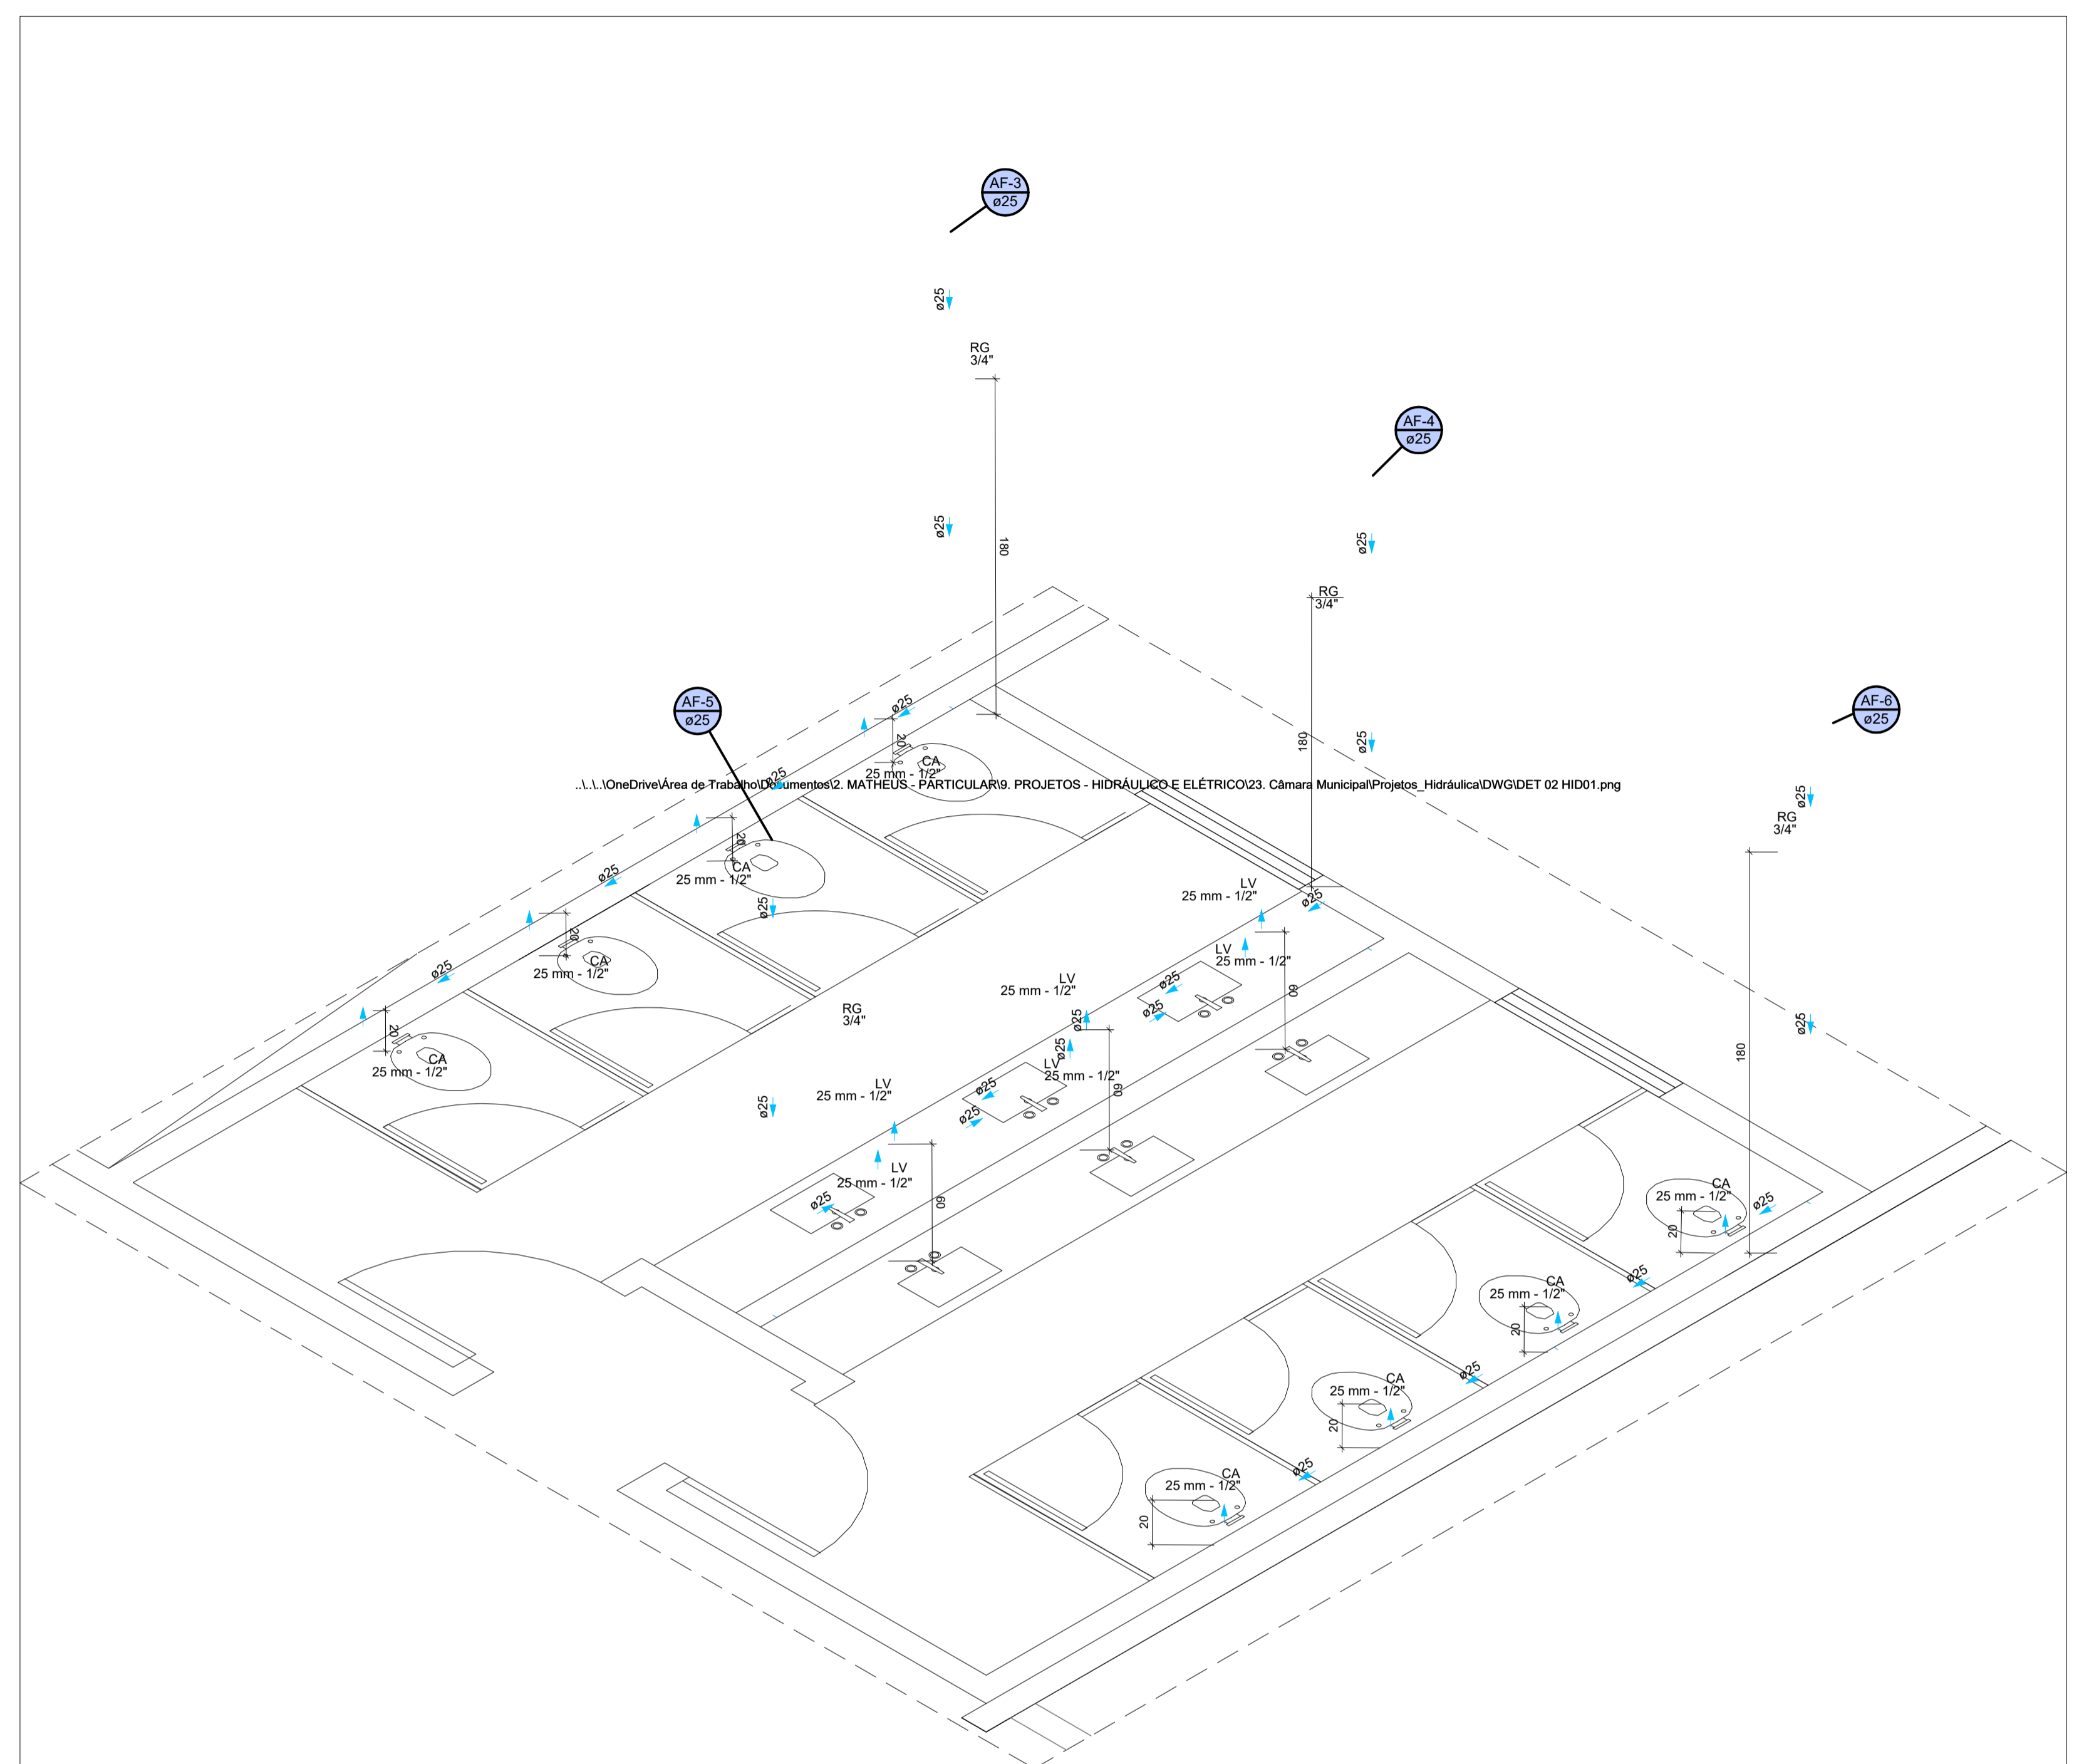 AF-3
ø25
ø25
RG
3/4"
AF-4
ø25
ø25
180
ø25
RG
3/4"
AF-5
ø25
ø25
20
180
ø25
AF-6
ø25
CA
25 mm - 1/2"
ø25
..\..\..\OneDrive\Área de Trabalho\Documentos\2. MATHEUS - PARTICULAR\9. PROJETOS - HIDRÁULICO E ELÉTRICO\23. Câmara Municipal\Projetos_Hidráulica\DWG\DET 02 HID01.png
ø25
RG
3/4"
20
CA
25 mm - 1/2"
ø25
ø25
LV
25 mm - 1/2"
ø25
20
CA
25 mm - 1/2"
LV
25 mm - 1/2"
ø25
ø25
LV
25 mm - 1/2"
ø25
ø25
60
RG
3/4"
20
ø25
ø25
ø25
180
CA
25 mm - 1/2"
LV
25 mm - 1/2"
ø25
ø25
60
LV
25 mm - 1/2"
ø25
LV
25 mm - 1/2"
ø25
60
CA
25 mm - 1/2"
ø25
20
CA
25 mm - 1/2"
ø25
20
CA
25 mm - 1/2"
ø25
20
CA
25 mm - 1/2"
ø25
20